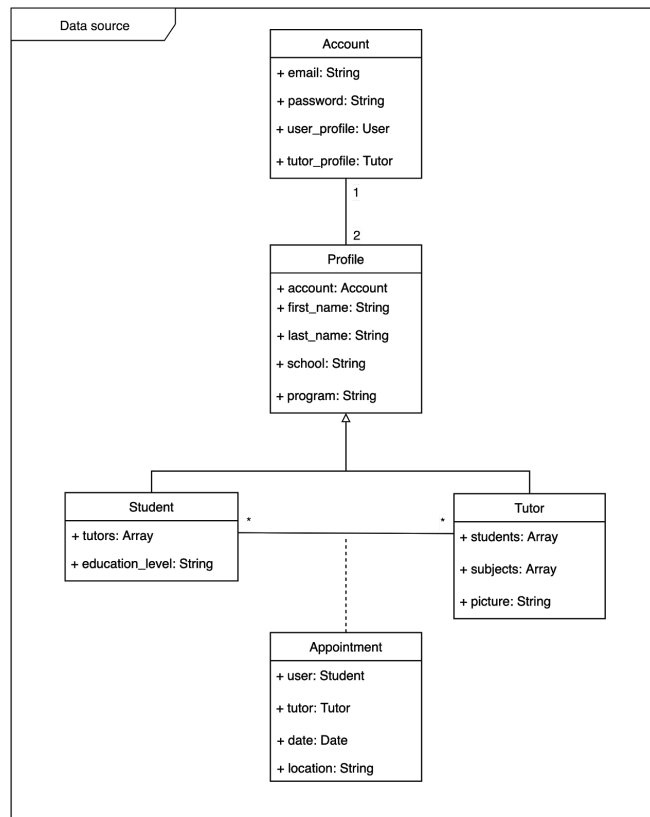 Data source
Account
+ email: String
+ password: String
+ user_profile: User
+ tutor_profile: Tutor
1
2
Profile
+ account: Account
+ first_name: String
+ last_name: String
+ school: String
+ program: String
Student
+ tutors: Array
+ education_level: String
*
*
Tutor
+ students: Array
+ subjects: Array
+ picture: String
Appointment
+ user: Student
+ tutor: Tutor
+ date: Date
+ location: String